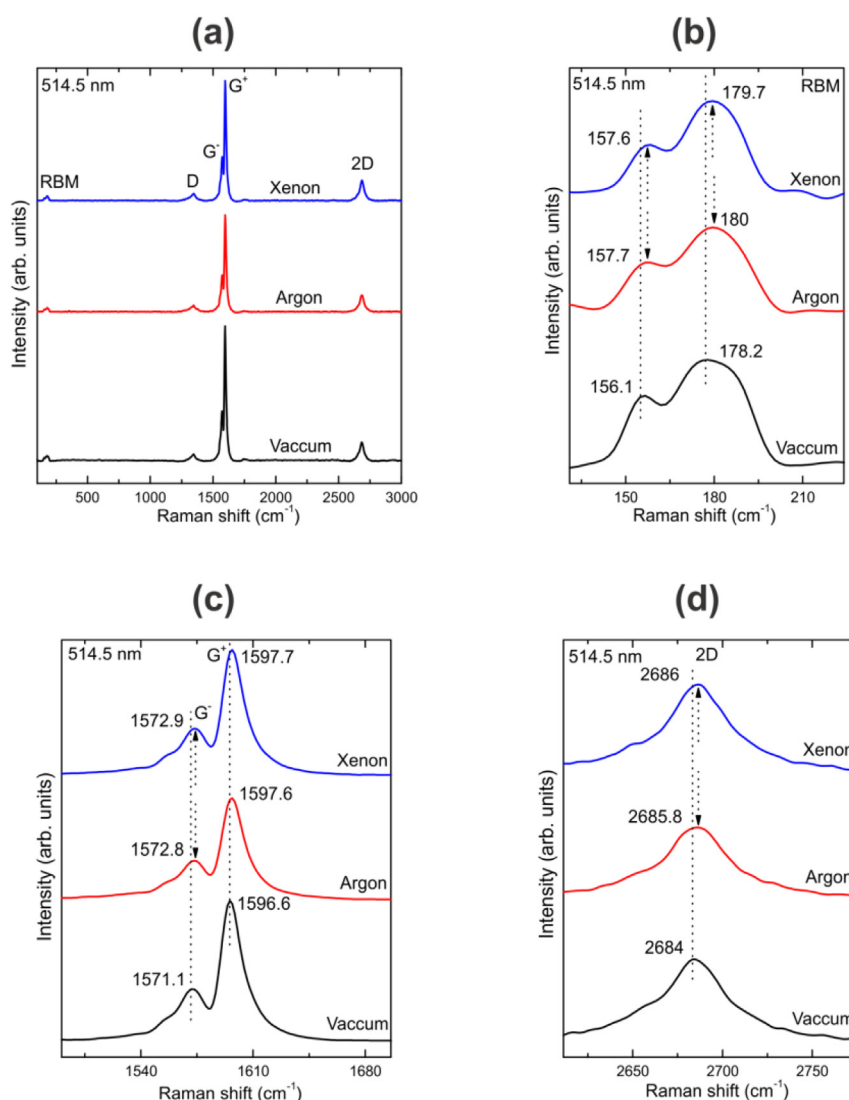 (a)
514.5 nm
G⁺
G⁻
RBM
D
2D
Xenon
Argon
Vaccum
Intensity (arb. units)
500 1000 1500 2000 2500 3000
Raman shift (cm⁻¹)
(b)
514.5 nm
RBM
179.7
157.6
Xenon
180
157.7
Argon
178.2
156.1
Vaccum
Intensity (arb. units)
150 180 210
Raman shift (cm⁻¹)
(c)
514.5 nm
G⁺
1597.7
1572.9
G⁻
Xenon
1597.6
1572.8
Argon
1596.6
1571.1
Vaccum
Intensity (arb. units)
1540 1610 1680
Raman shift (cm⁻¹)
(d)
514.5 nm
2D
2686
Xenon
2685.8
Argon
2684
Vaccum
Intensity (arb. units)
2650 2700 2750
Raman shift (cm⁻¹)